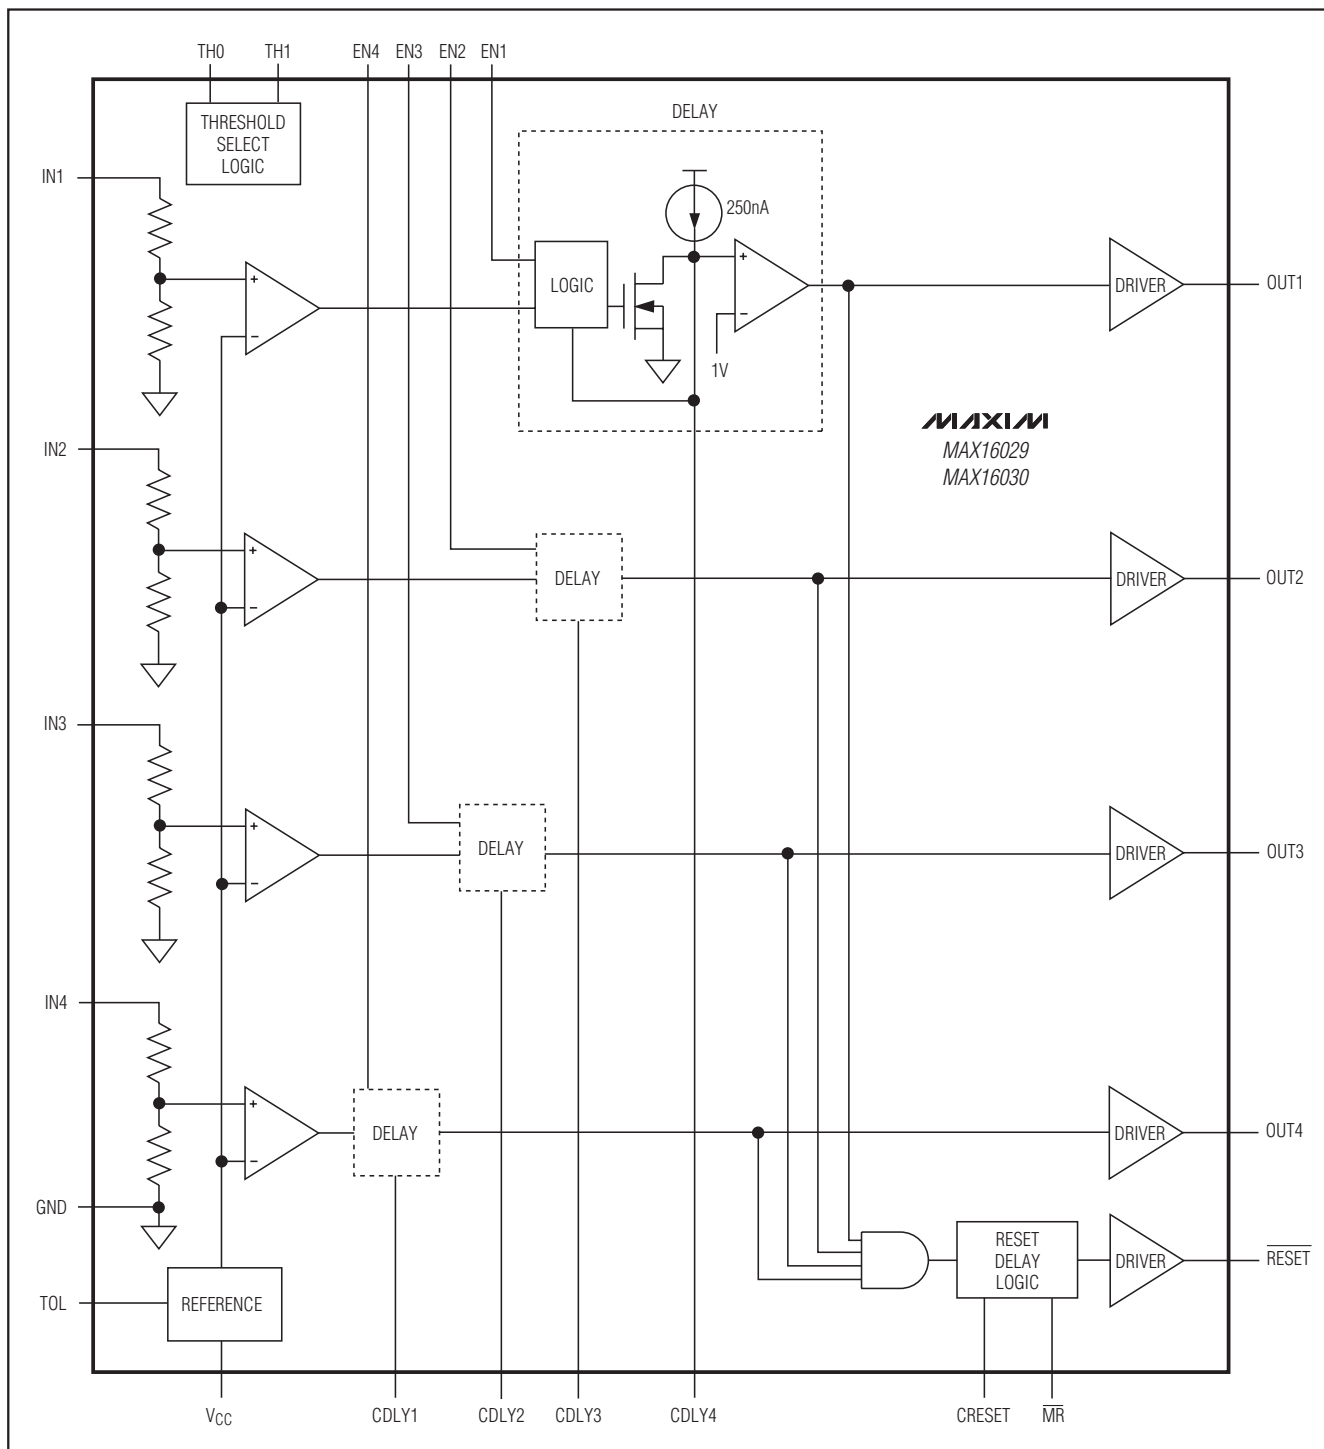 TH0 TH1 EN4 EN3 EN2 EN1
THRESHOLD
SELECT
LOGIC
DELAY
IN1
250nA
LOGIC
+
−
+
−
1V
DRIVER
OUT1
MAXIM
MAX16029
MAX16030
IN2
+
−
DELAY
DRIVER
OUT2
IN3
+
−
DELAY
DRIVER
OUT3
IN4
+
−
DELAY
DRIVER
OUT4
GND
RESET
DELAY
LOGIC
DRIVER
RESET
TOL
REFERENCE
VCC CDLY1 CDLY2 CDLY3 CDLY4 CRESET MR